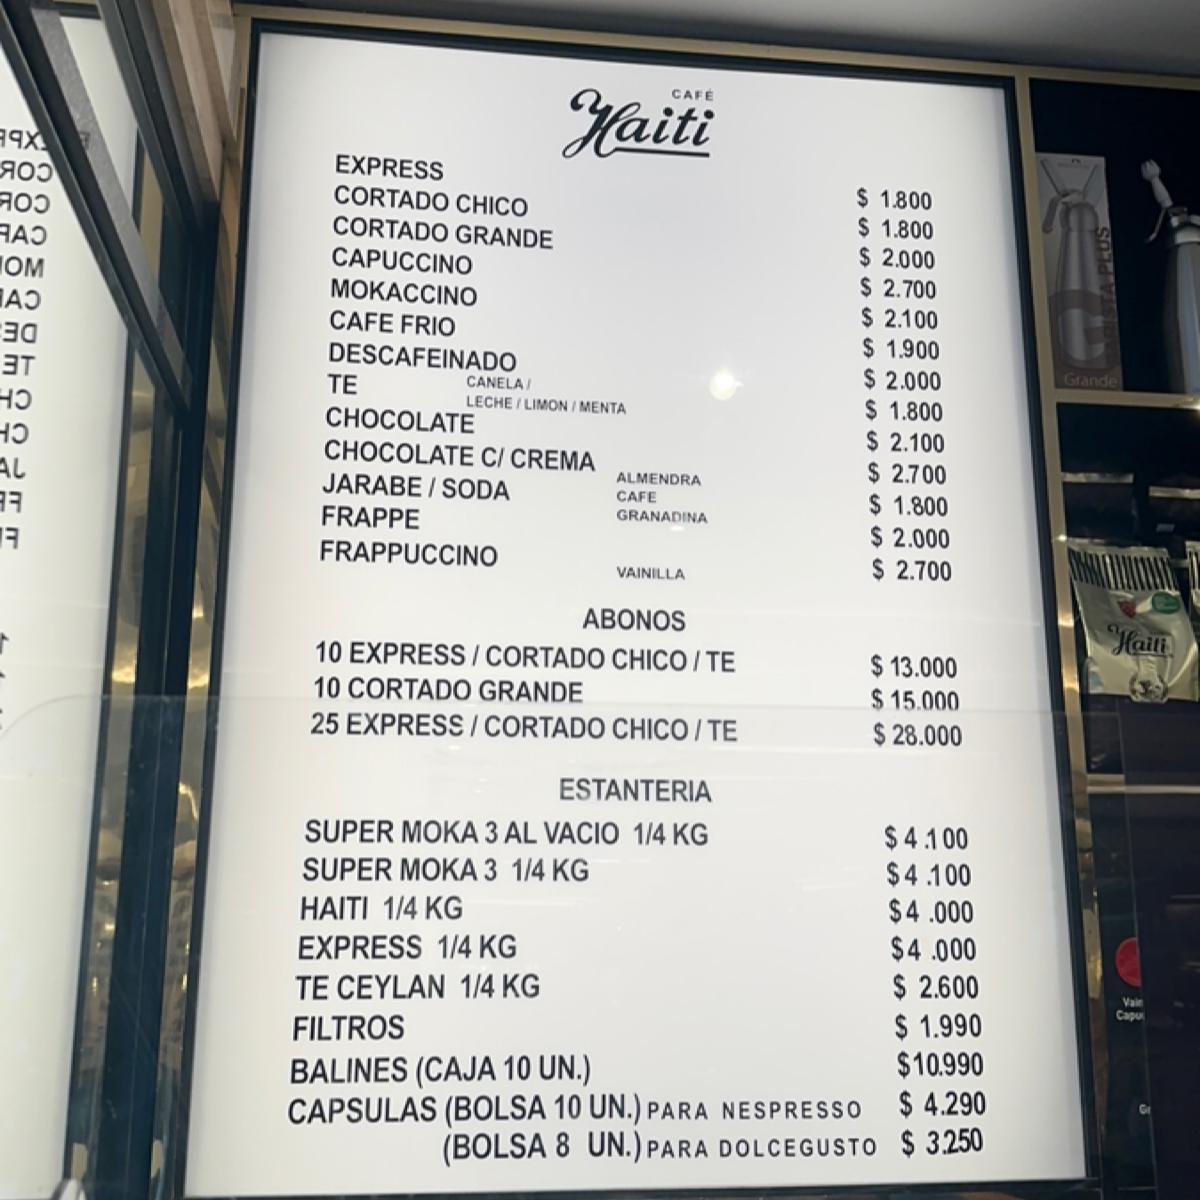 CAFÉ
Haiti
EXPRESS $ 1.800
CORTADO CHICO $ 1.800
CORTADO GRANDE $ 2.000
CAPUCCINO $ 2.700
MOKACCINO $ 2.100
CAFE FRIO $ 1.900
DESCAFEINADO $ 2.000
TE CANELA / LECHE / LIMON / MENTA $ 1.800
CHOCOLATE $ 2.100
CHOCOLATE C/ CREMA $ 2.700
JARABE / SODA ALMENDRA CAFE GRANADINA $ 1.800
FRAPPE $ 2.000
FRAPPUCCINO VAINILLA $ 2.700
ABONOS
10 EXPRESS / CORTADO CHICO / TE $ 13.000
10 CORTADO GRANDE $ 15.000
25 EXPRESS / CORTADO CHICO / TE $ 28.000
ESTANTERIA
SUPER MOKA 3 AL VACIO 1/4 KG $ 4.100
SUPER MOKA 3 1/4 KG $ 4.100
HAITI 1/4 KG $ 4.000
EXPRESS 1/4 KG $ 4.000
TE CEYLAN 1/4 KG $ 2.600
FILTROS $ 1.990
BALINES (CAJA 10 UN.) $10.990
CAPSULAS (BOLSA 10 UN.) PARA NESPRESSO $ 4.290
(BOLSA 8 UN.) PARA DOLCEGUSTO $ 3.250
Grande
Haiti